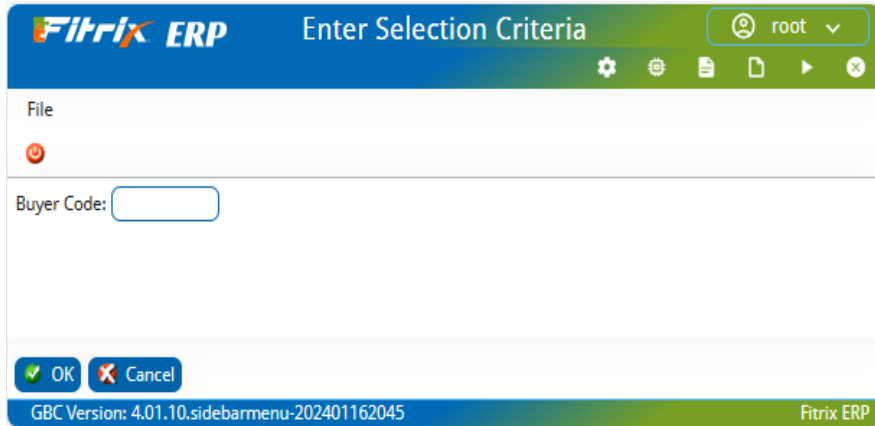 Fitrix ERP Enter Selection Criteria root
File
Buyer Code:
OK Cancel
GBC Version: 4.01.10.sidebarmenu-202401162045 Fitrix ERP